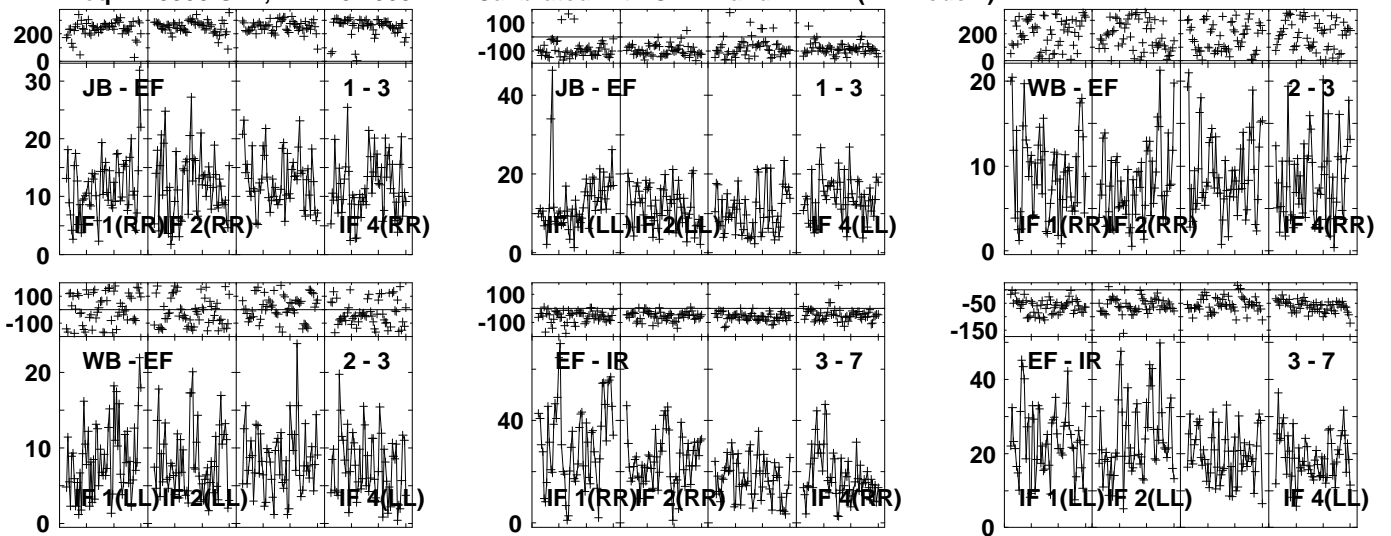 200
0
30
20
10
0
JB - EF
1 - 3
IF 1(RR)
IF 2(RR)
IF 4(RR)
100
-100
40
20
0
JB - EF
1 - 3
IF 1(LL)
IF 2(LL)
IF 4(LL)
200
0
20
10
0
WB - EF
2 - 3
IF 1(RR)
IF 2(RR)
IF 4(RR)
100
-100
20
10
0
WB - EF
2 - 3
IF 1(LL)
IF 2(LL)
IF 4(LL)
100
-100
40
20
0
EF - IR
3 - 7
IF 1(RR)
IF 2(RR)
IF 4(RR)
-50
-150
40
20
0
EF - IR
3 - 7
IF 1(LL)
IF 2(LL)
IF 4(LL)